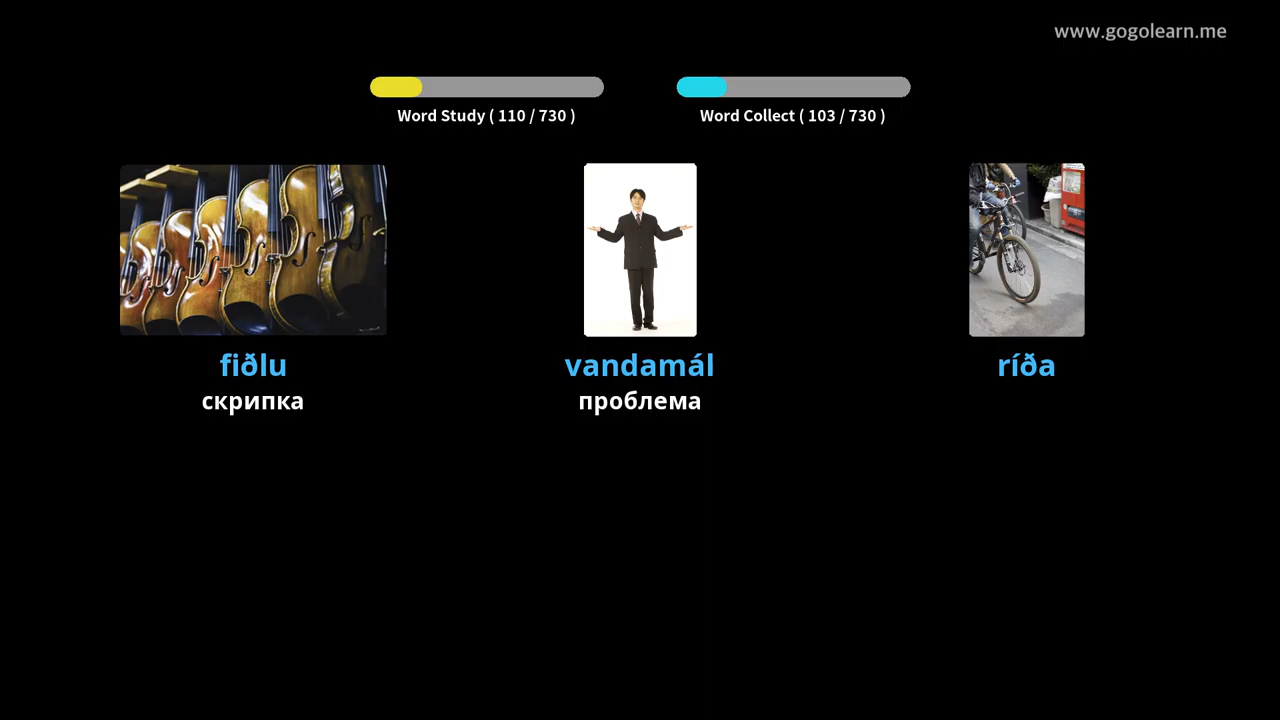 www.gogolearn.me
Word Study ( 110 / 730 )
Word Collect ( 103 / 730 )
fiðlu
скрипка
vandamál
проблема
ríða